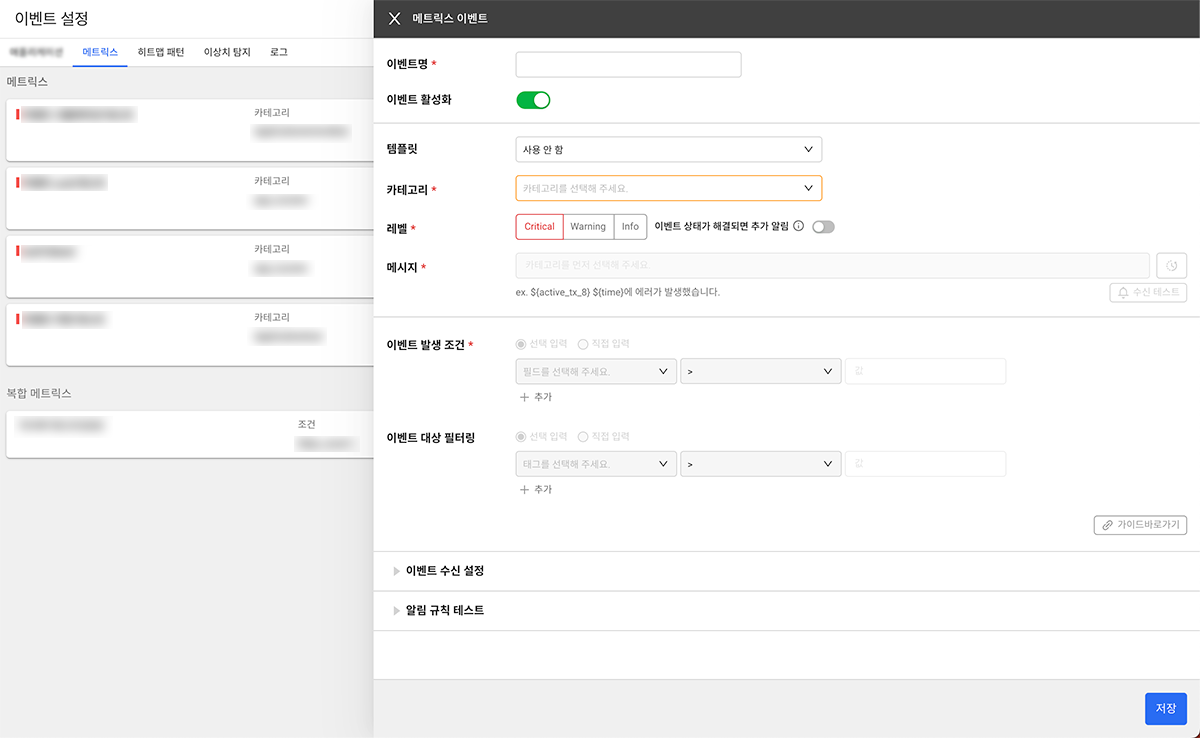 이벤트 설정
메트릭스 히트맵 패턴 이상치 탐지 로그
메트릭스
카테고리
카테고리
카테고리
카테고리
복합 메트릭스
조건
메트릭스 이벤트
이벤트명 *
이벤트 활성화
템플릿 사용 안 함
카테고리 * 카테고리를 선택해 주세요.
레벨 * Critical Warning Info 이벤트 상태가 해결되면 추가 알림
메시지 * 카테고리를 먼저 선택해 주세요.
ex. ${active_tx_8} ${time}에 에러가 발생했습니다. 수신 테스트
이벤트 발생 조건 * 선택 입력 직접 입력
필드를 선택해 주세요. > 값
+ 추가
이벤트 대상 필터링 선택 입력 직접 입력
태그를 선택해 주세요. > 값
+ 추가
가이드바로가기
이벤트 수신 설정
알림 규칙 테스트
저장